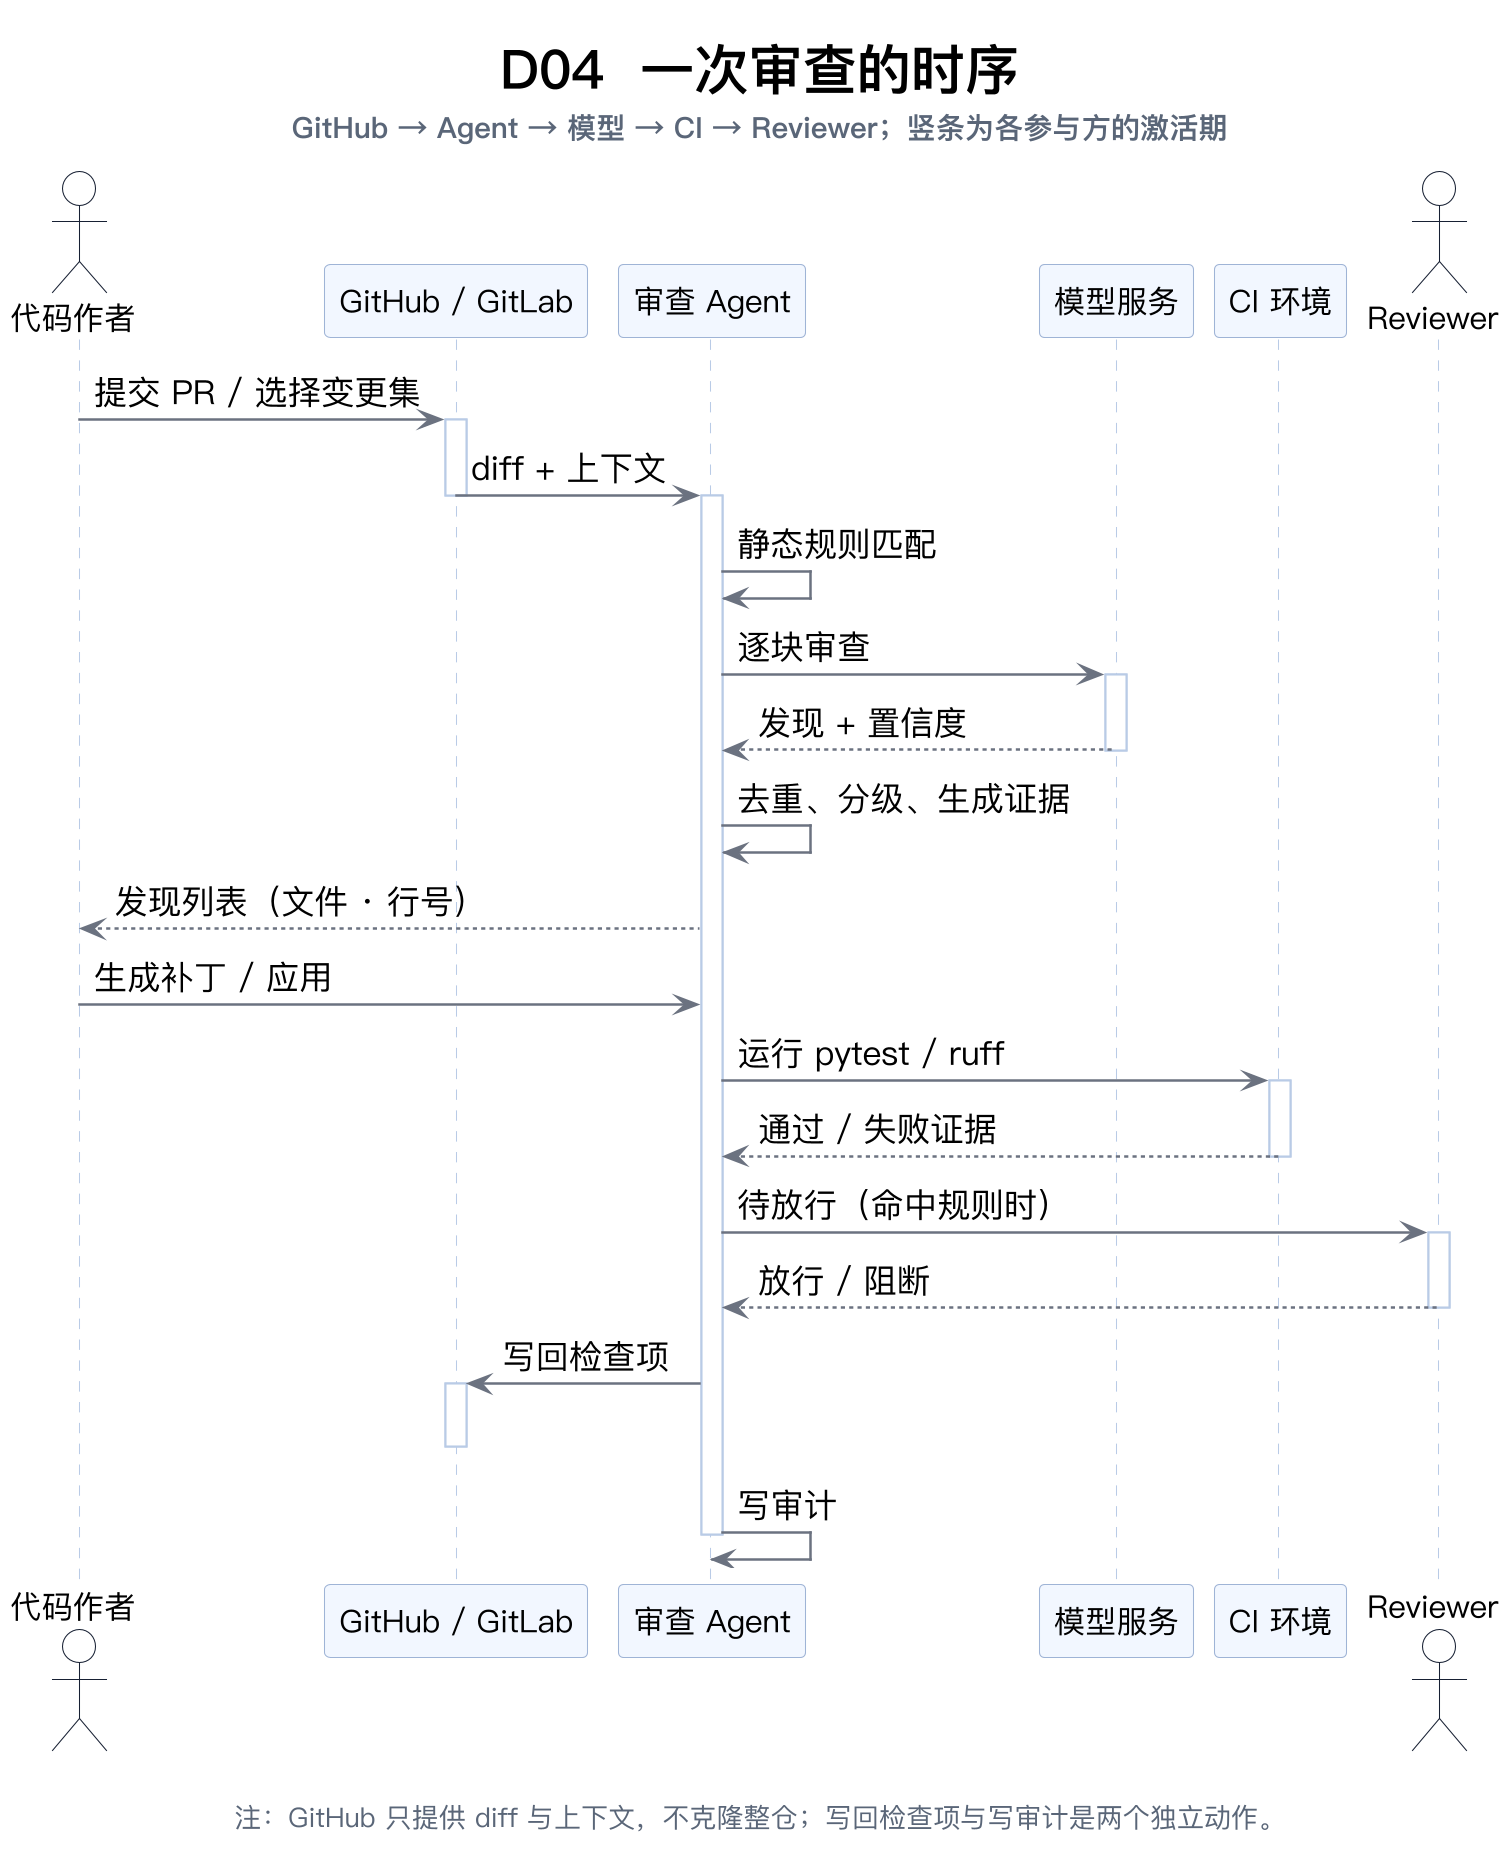 D04 一次审查的时序
GitHub → Agent → 模型 → CI → Reviewer；竖条为各参与方的激活期
代码作者
GitHub / GitLab
审查 Agent
模型服务
CI 环境
Reviewer
提交 PR / 选择变更集
diff + 上下文
静态规则匹配
逐块审查
发现 + 置信度
去重、分级、生成证据
发现列表（文件 · 行号）
生成补丁 / 应用
运行 pytest / ruff
通过 / 失败证据
待放行（命中规则时）
放行 / 阻断
写回检查项
写审计
代码作者
GitHub / GitLab
审查 Agent
模型服务
CI 环境
Reviewer
注：GitHub 只提供 diff 与上下文，不克隆整仓；写回检查项与写审计是两个独立动作。